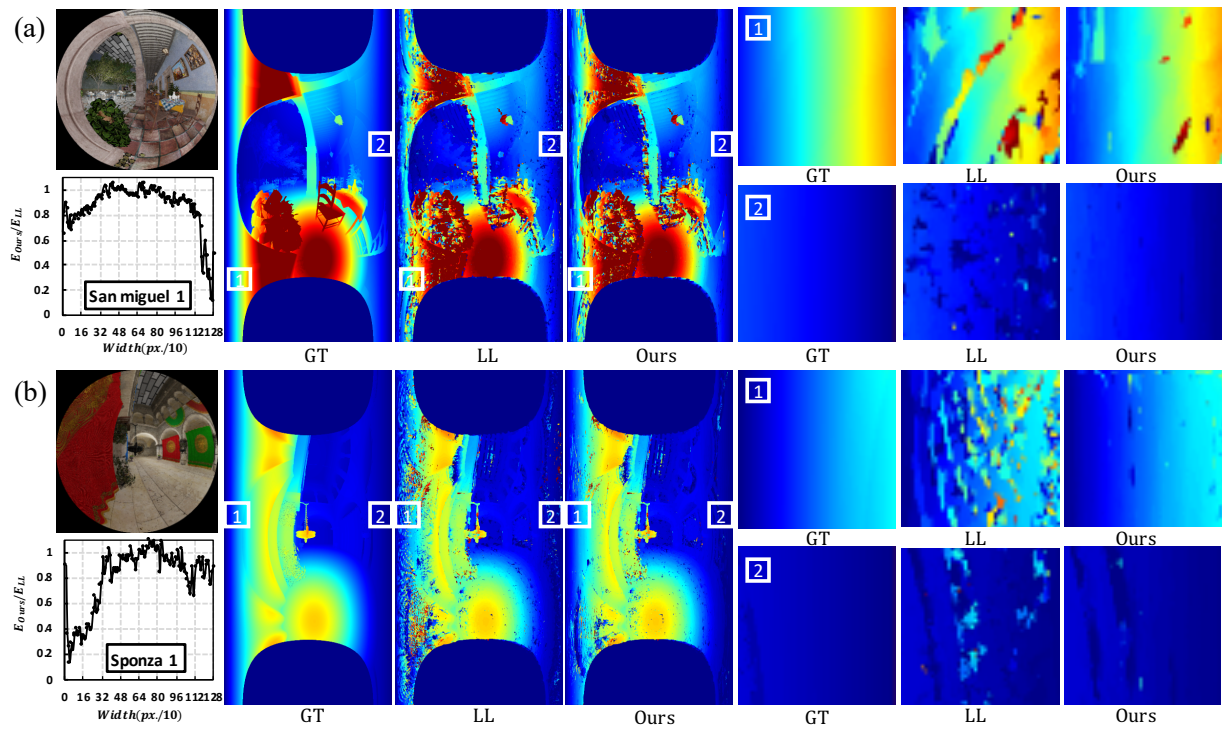 (a)
1
0.8
0.6
0.4
0.2
0
E_Ours/E_LL
San miguel 1
0 16 32 48 64 80 96 112128
Width(px./10)
1
2
GT
1
2
LL
1
2
Ours
1
GT
LL
Ours
2
GT
LL
Ours
(b)
1
0.8
0.6
0.4
0.2
0
E_Ours/E_LL
Sponza 1
0 16 32 48 64 80 96 112128
Width(px./10)
1
2
GT
1
2
LL
1
2
Ours
1
GT
LL
Ours
2
GT
LL
Ours